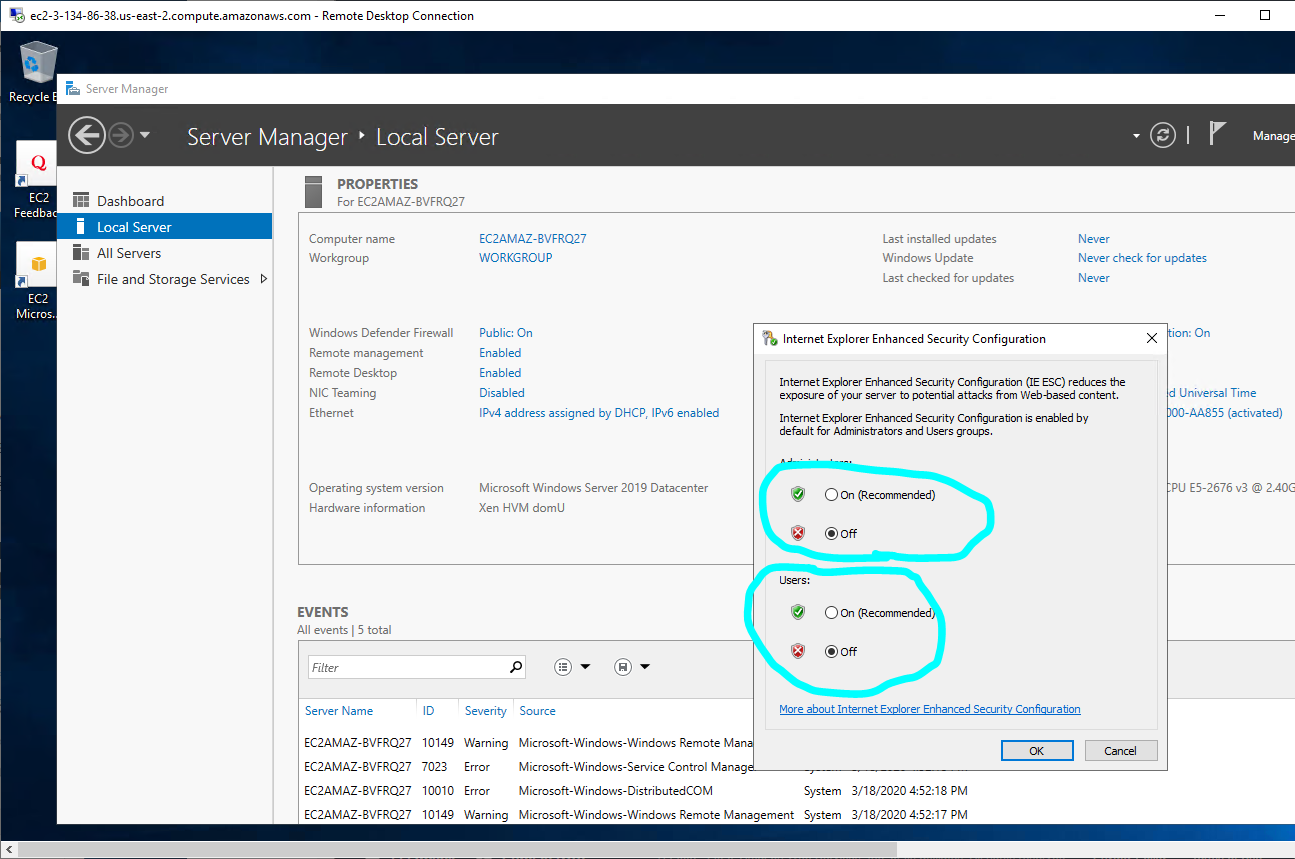 ec2-3-134-86-38.us-east-2.compute.amazonaws.com - Remote Desktop Connection
Recycle
Server Manager
Server Manager ‣ Local Server
Manage
EC2
Feedbac
EC2
Micros...
Dashboard
Local Server
All Servers
File and Storage Services
PROPERTIES
For EC2AMAZ-BVFRQ27
Computer name EC2AMAZ-BVFRQ27 Last installed updates Never
Workgroup WORKGROUP Windows Update Never check for updates
Last checked for updates Never
Windows Defender Firewall Public: On tion: On
Remote management Enabled
Remote Desktop Enabled
NIC Teaming Disabled ed Universal Time
Ethernet IPv4 address assigned by DHCP, IPv6 enabled 000-AA855 (activated)
Operating system version Microsoft Windows Server 2019 Datacenter CPU E5-2676 v3 @ 2.40G
Hardware information Xen HVM domU
Internet Explorer Enhanced Security Configuration
Internet Explorer Enhanced Security Configuration (IE ESC) reduces the
exposure of your server to potential attacks from Web-based content.
Internet Explorer Enhanced Security Configuration is enabled by
default for Administrators and Users groups.
Administrators:
On (Recommended)
Off
Users:
On (Recommended)
Off
More about Internet Explorer Enhanced Security Configuration
OK Cancel
EVENTS
All events | 5 total
Filter
Server Name ID Severity Source
EC2AMAZ-BVFRQ27 10149 Warning Microsoft-Windows-Windows Remote Mana
EC2AMAZ-BVFRQ27 7023 Error Microsoft-Windows-Service Control Manage System
EC2AMAZ-BVFRQ27 10010 Error Microsoft-Windows-DistributedCOM System 3/18/2020 4:52:18 PM
EC2AMAZ-BVFRQ27 10149 Warning Microsoft-Windows-Windows Remote Management System 3/18/2020 4:52:17 PM